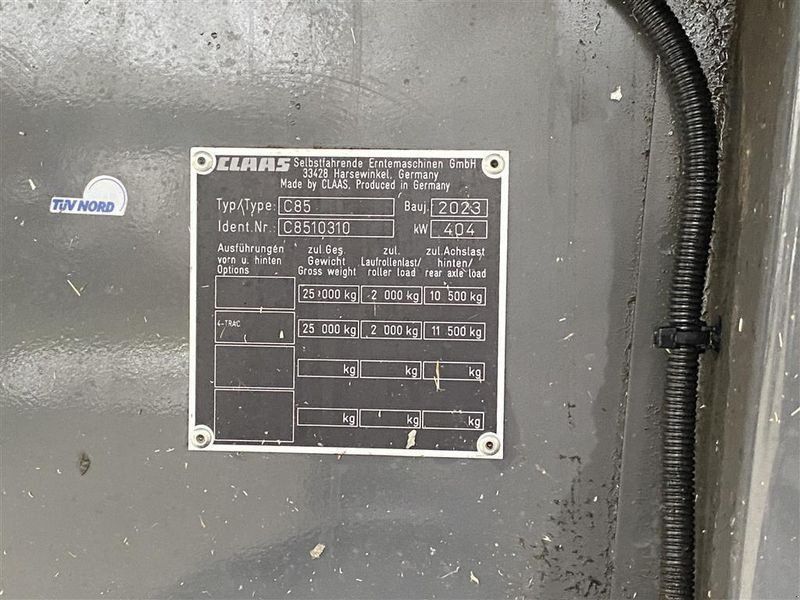 CLAAS Selbstfahrende Erntemaschinen GmbH
33428 Harsewinkel, Germany
Made by CLAAS, Produced in Germany
Typ/Type: C85 Bauj. 2023
Ident.Nr.: C8510310 kW 404
Ausführungen zul.Ges. zul. zul.Achslast
vorn u. hinten Gewicht Laufrollenlast/ hinten/
Options Gross weight roller load rear axle load
25 000 kg 2 000 kg 10 500 kg
4-TRAC 25 000 kg 2 000 kg 11 500 kg
kg kg kg
kg kg kg
TÜV NORD